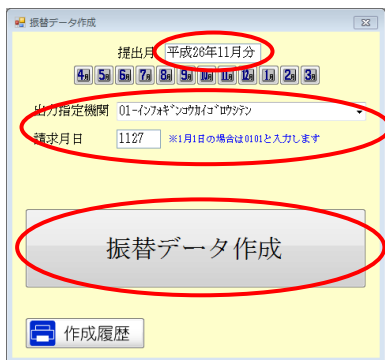 振替データ作成
提出月 平成26年11月分
4月 5月 6月 7月 8月 9月 10月 11月 12月 1月 2月 3月
出力指定機関 01-インフォギンコウカイゴロウシテン
請求月日 1127 ※1月1日の場合は0101と入力します
振替データ作成
作成履歴